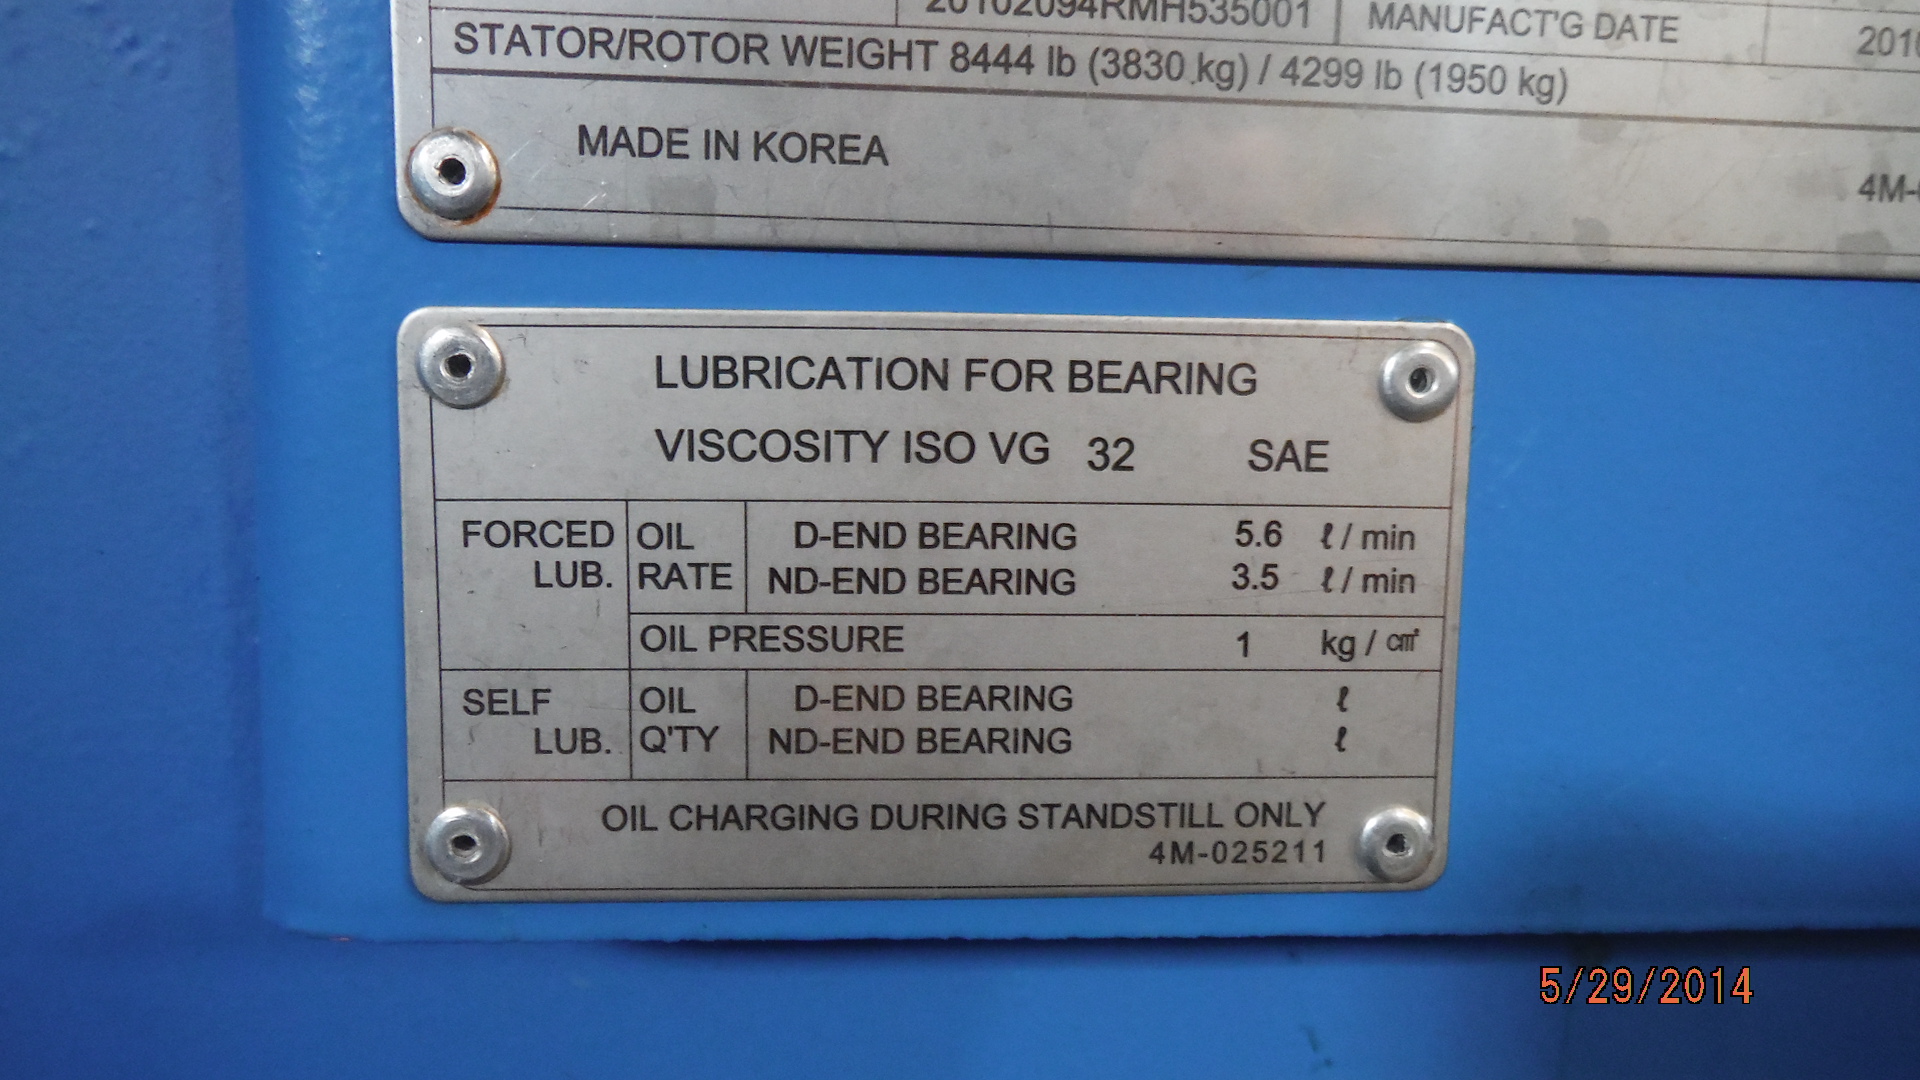 20102094RMH535001 MANUFACT'G DATE 2010
STATOR/ROTOR WEIGHT 8444 lb (3830 kg) / 4299 lb (1950 kg)
MADE IN KOREA
4M-
LUBRICATION FOR BEARING
VISCOSITY ISO VG 32 SAE
FORCED LUB. OIL RATE D-END BEARING 5.6 ℓ / min
ND-END BEARING 3.5 ℓ / min
OIL PRESSURE 1 kg / ㎠
SELF LUB. OIL Q'TY D-END BEARING ℓ
ND-END BEARING ℓ
OIL CHARGING DURING STANDSTILL ONLY
4M-025211
5/29/2014